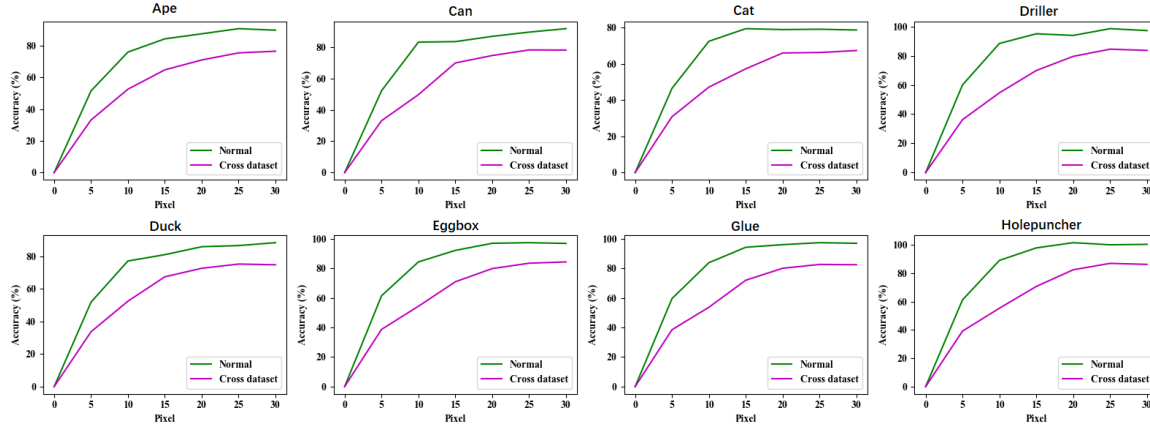 Ape
Accuracy (%)
80
60
40
20
0
Normal
Cross dataset
0 5 10 15 20 25 30
Pixel
Can
Accuracy (%)
80
60
40
20
0
Normal
Cross dataset
0 5 10 15 20 25 30
Pixel
Cat
Accuracy (%)
80
60
40
20
0
Normal
Cross dataset
0 5 10 15 20 25 30
Pixel
Driller
Accuracy (%)
100
80
60
40
20
0
Normal
Cross dataset
0 5 10 15 20 25 30
Pixel
Duck
Accuracy (%)
80
60
40
20
0
Normal
Cross dataset
0 5 10 15 20 25 30
Pixel
Eggbox
Accuracy (%)
100
80
60
40
20
0
Normal
Cross dataset
0 5 10 15 20 25 30
Pixel
Glue
Accuracy (%)
100
80
60
40
20
0
Normal
Cross dataset
0 5 10 15 20 25 30
Pixel
Holepuncher
Accuracy (%)
100
80
60
40
20
0
Normal
Cross dataset
0 5 10 15 20 25 30
Pixel